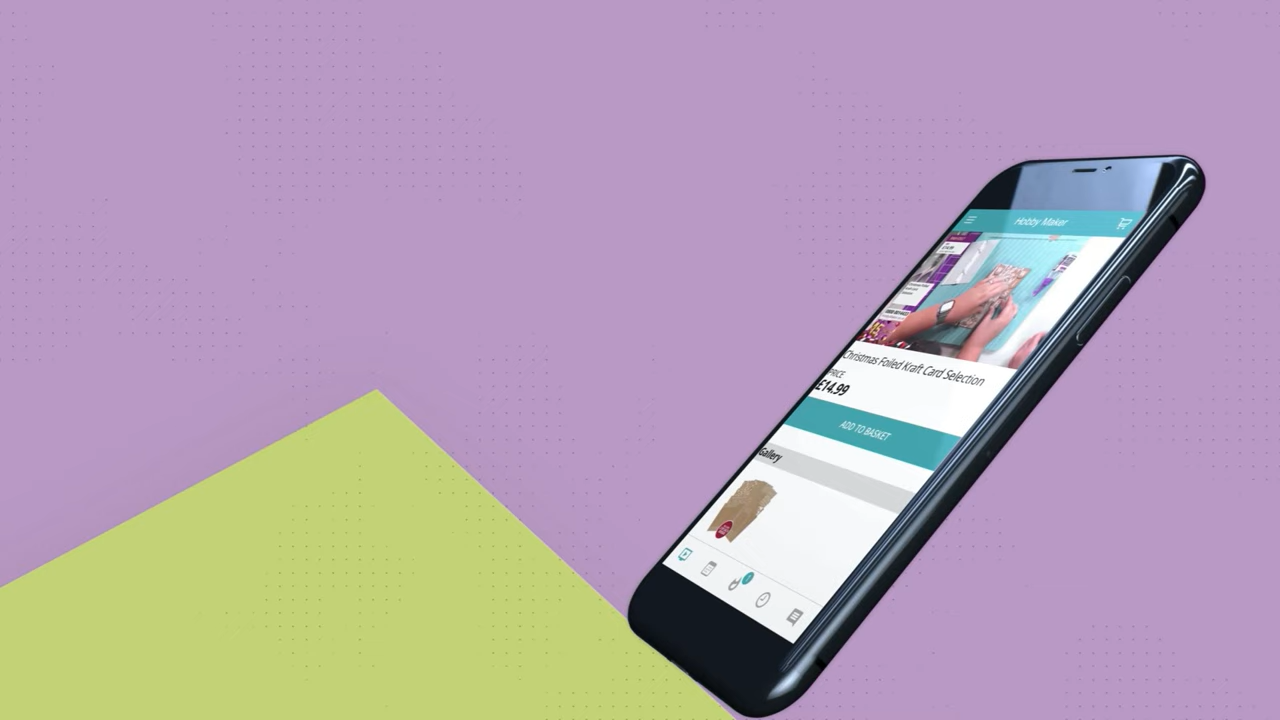 Hobby Maker
Christmas Foiled Kraft Card Selection
PRICE
£14.99
ADD TO BASKET
Gallery